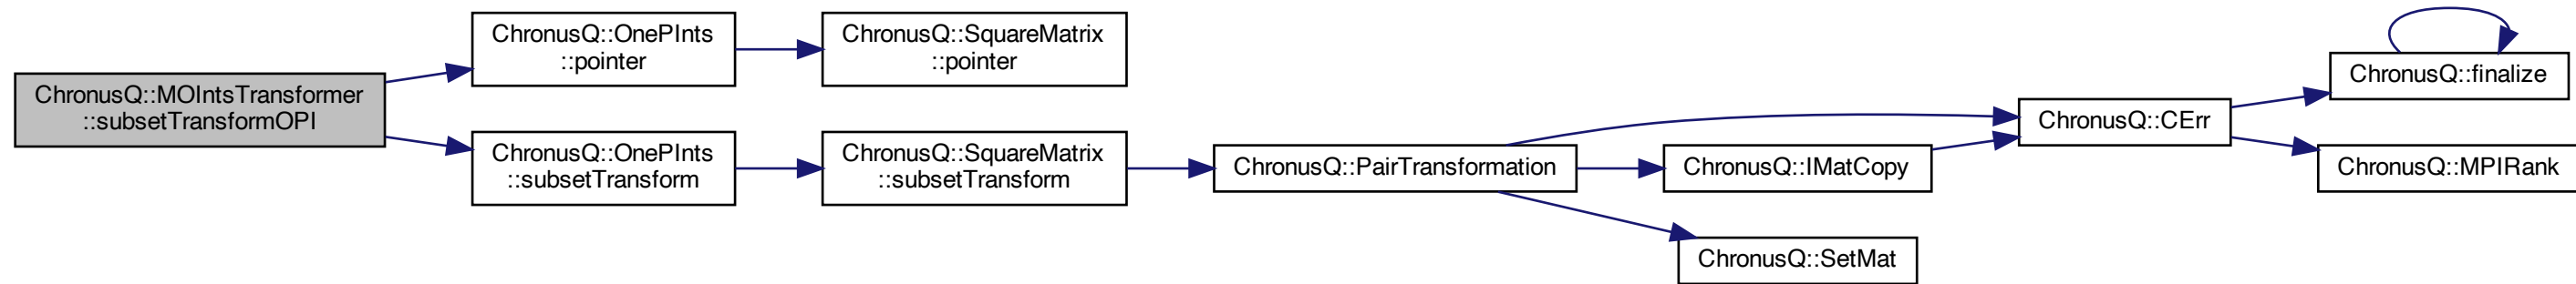 ChronusQ::MOIntsTransformer
::subsetTransformOPI
ChronusQ::OnePInts
::pointer
ChronusQ::SquareMatrix
::pointer
ChronusQ::OnePInts
::subsetTransform
ChronusQ::SquareMatrix
::subsetTransform
ChronusQ::PairTransformation
ChronusQ::IMatCopy
ChronusQ::SetMat
ChronusQ::CErr
ChronusQ::finalize
ChronusQ::MPIRank